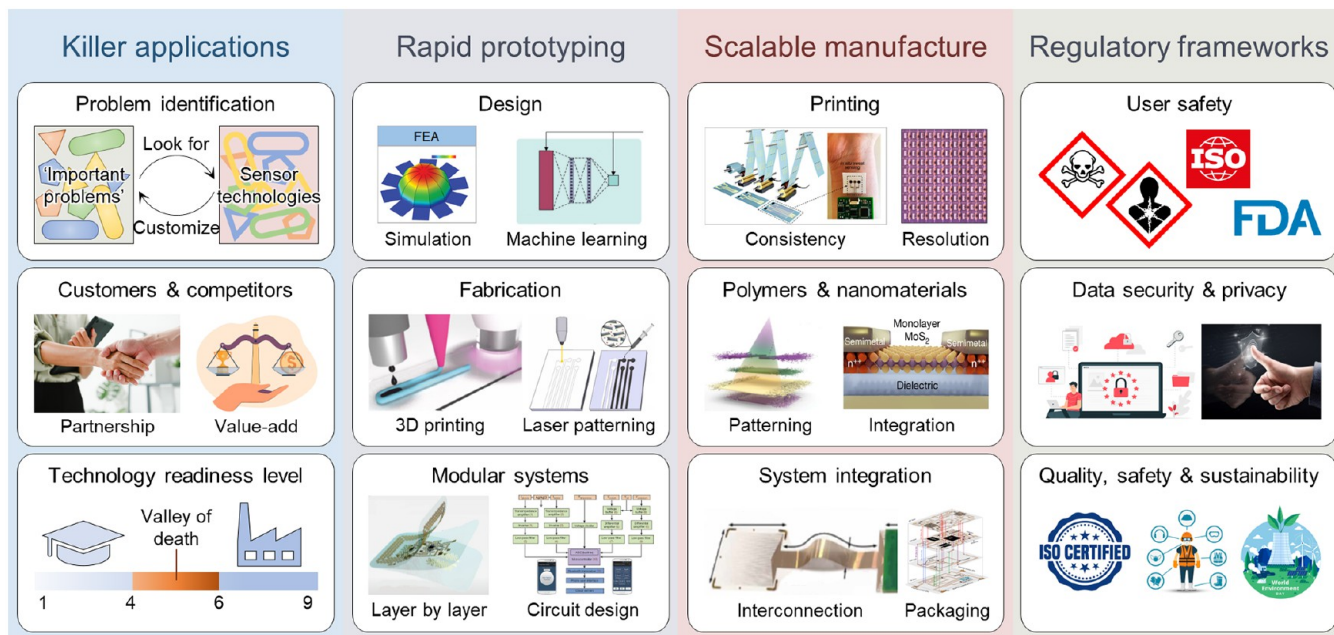 Killer applications
Rapid prototyping
Scalable manufacture
Regulatory frameworks
Problem identification
Look for
'Important
problems'
Sensor
technologies
Customize
Design
FEA
Simulation
Machine learning
Printing
Consistency
Resolution
User safety
ISO
FDA
Customers & competitors
Partnership
Value-add
Fabrication
3D printing
Laser patterning
Polymers & nanomaterials
Monolayer
MoS2
Semimetal
Semimetal
n++
Dielectric
Patterning
Integration
Data security & privacy
Technology readiness level
Valley of
death
1 4 6 9
Modular systems
Layer by layer
Circuit design
System integration
Interconnection
Packaging
Quality, safety & sustainability
ISO CERTIFIED
World
Environment